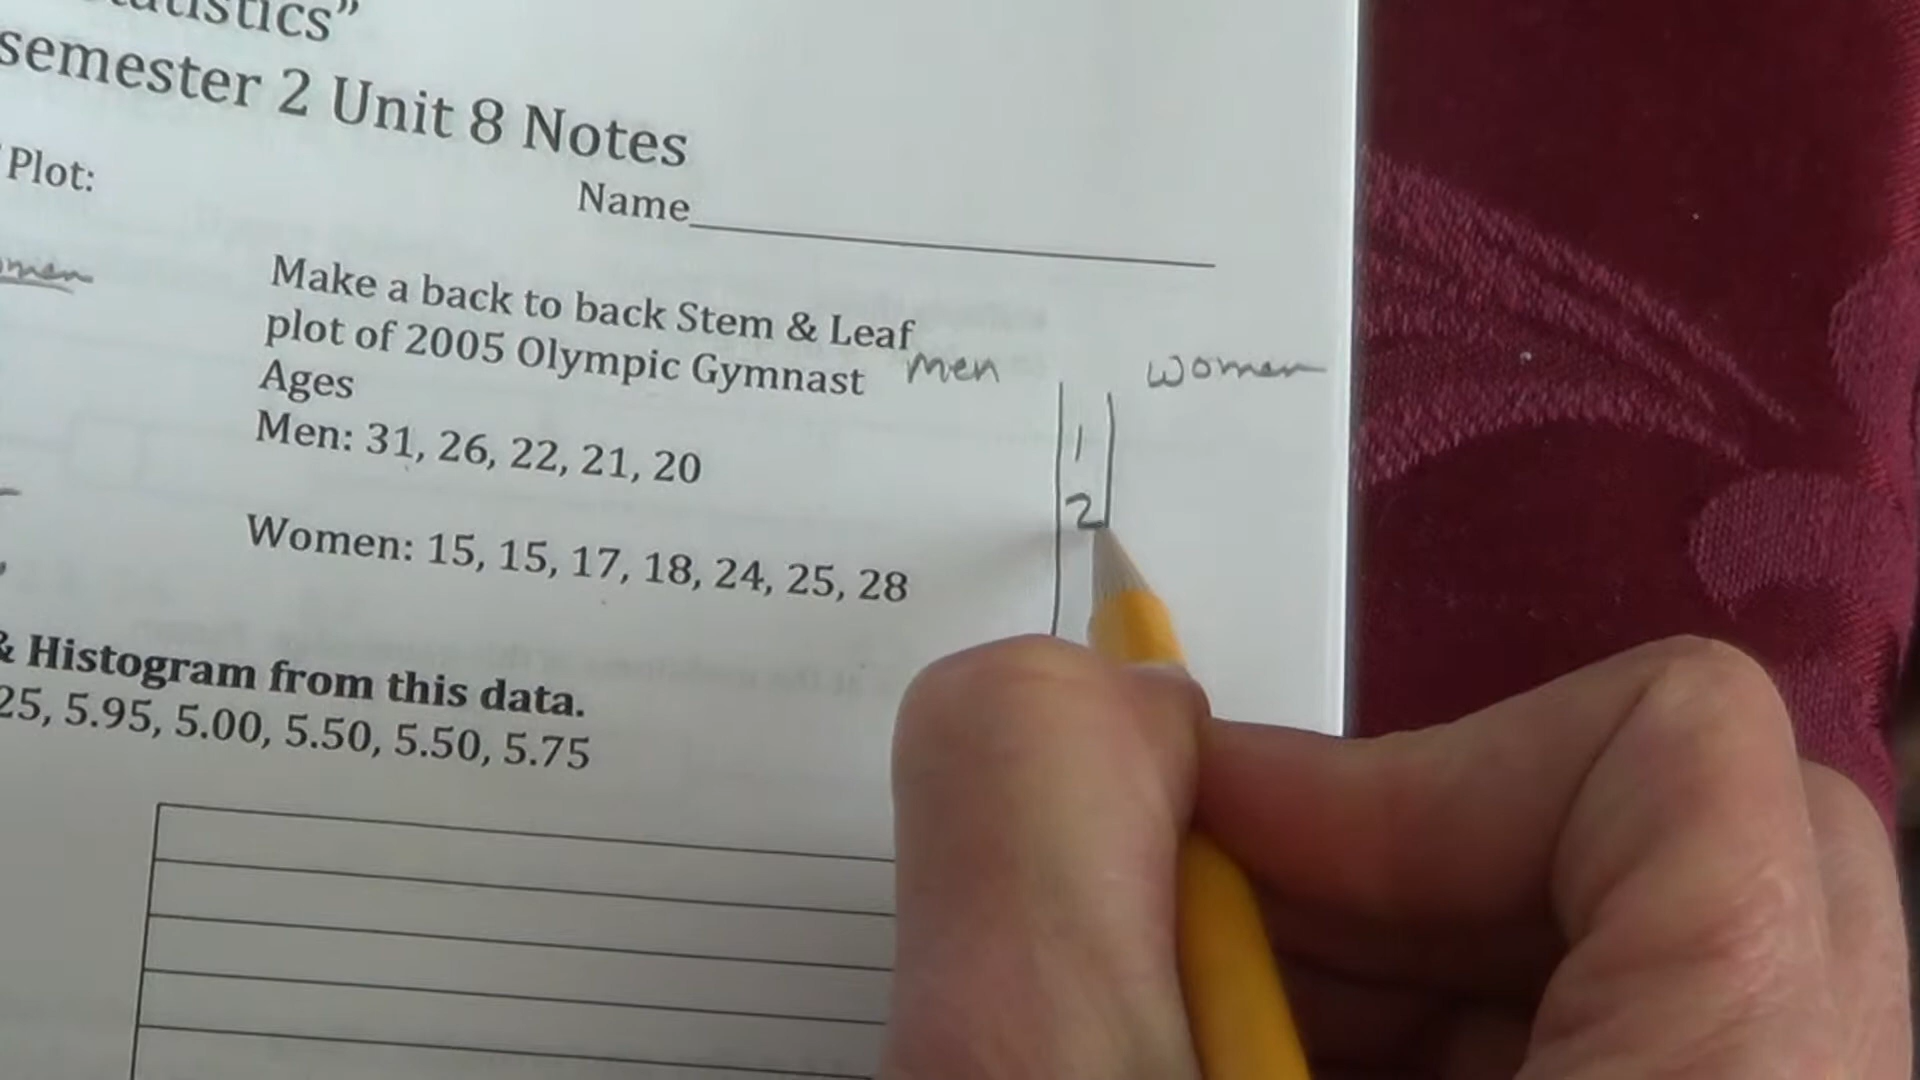 semester 2 Unit 8 Notes
Plot:
Name
Make a back to back Stem & Leaf
plot of 2005 Olympic Gymnast
Ages
men
women
Men: 31, 26, 22, 21, 20
1
2
Women: 15, 15, 17, 18, 24, 25, 28
& Histogram from this data.
25, 5.95, 5.00, 5.50, 5.50, 5.75